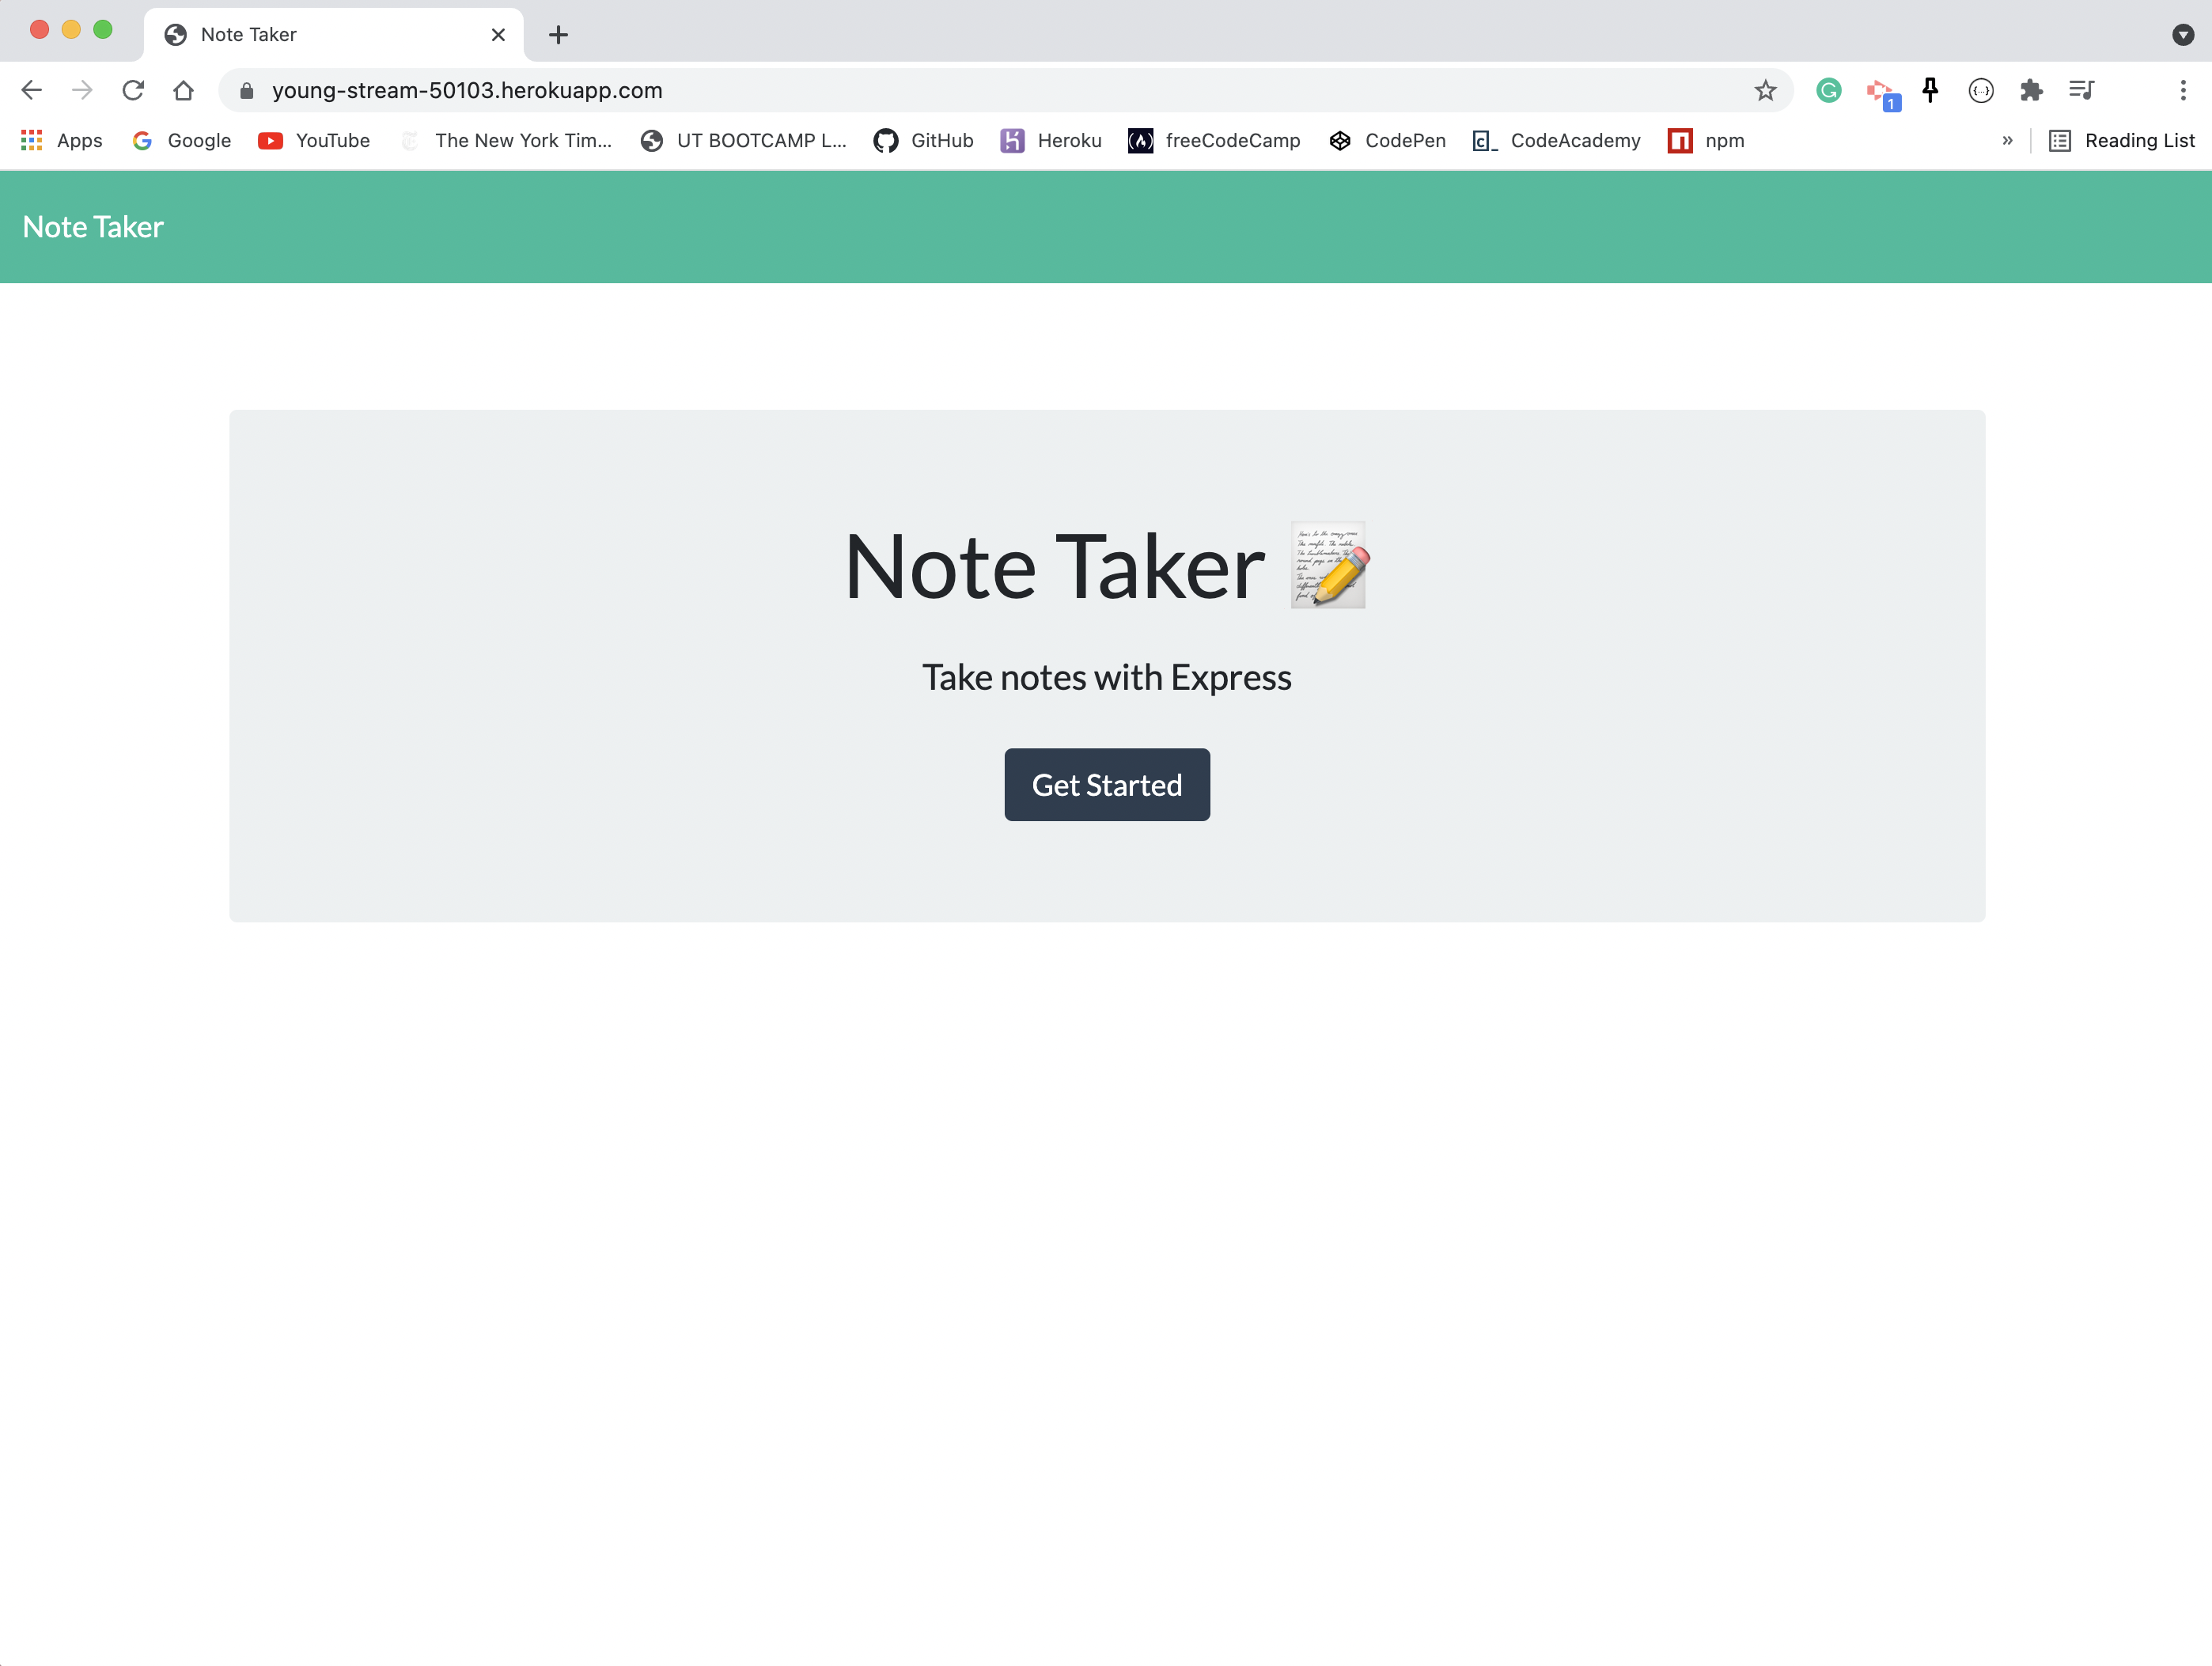 Note Taker
young-stream-50103.herokuapp.com
1
Apps Google YouTube The New York Tim... UT BOOTCAMP L... GitHub Heroku freeCodeCamp CodePen CodeAcademy npm » Reading List
Note Taker
Note Taker
Take notes with Express
Get Started